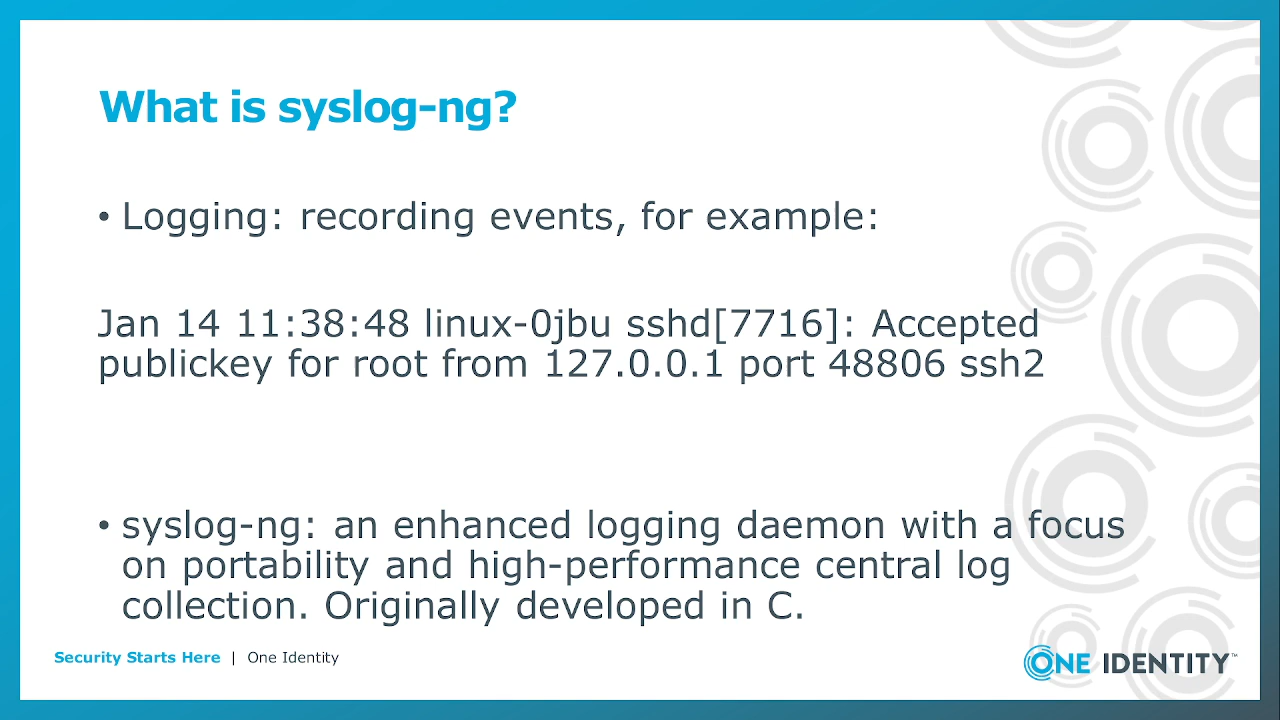 What is syslog-ng?
• Logging: recording events, for example:
Jan 14 11:38:48 linux-0jbu sshd[7716]: Accepted
publickey for root from 127.0.0.1 port 48806 ssh2
• syslog-ng: an enhanced logging daemon with a focus
on portability and high-performance central log
collection. Originally developed in C.
Security Starts Here | One Identity
ONE IDENTITY™